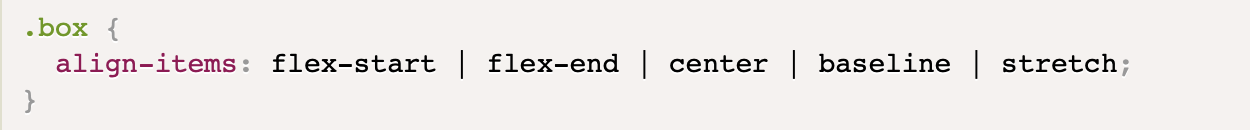 .box {
  align-items: flex-start | flex-end | center | baseline | stretch;
}